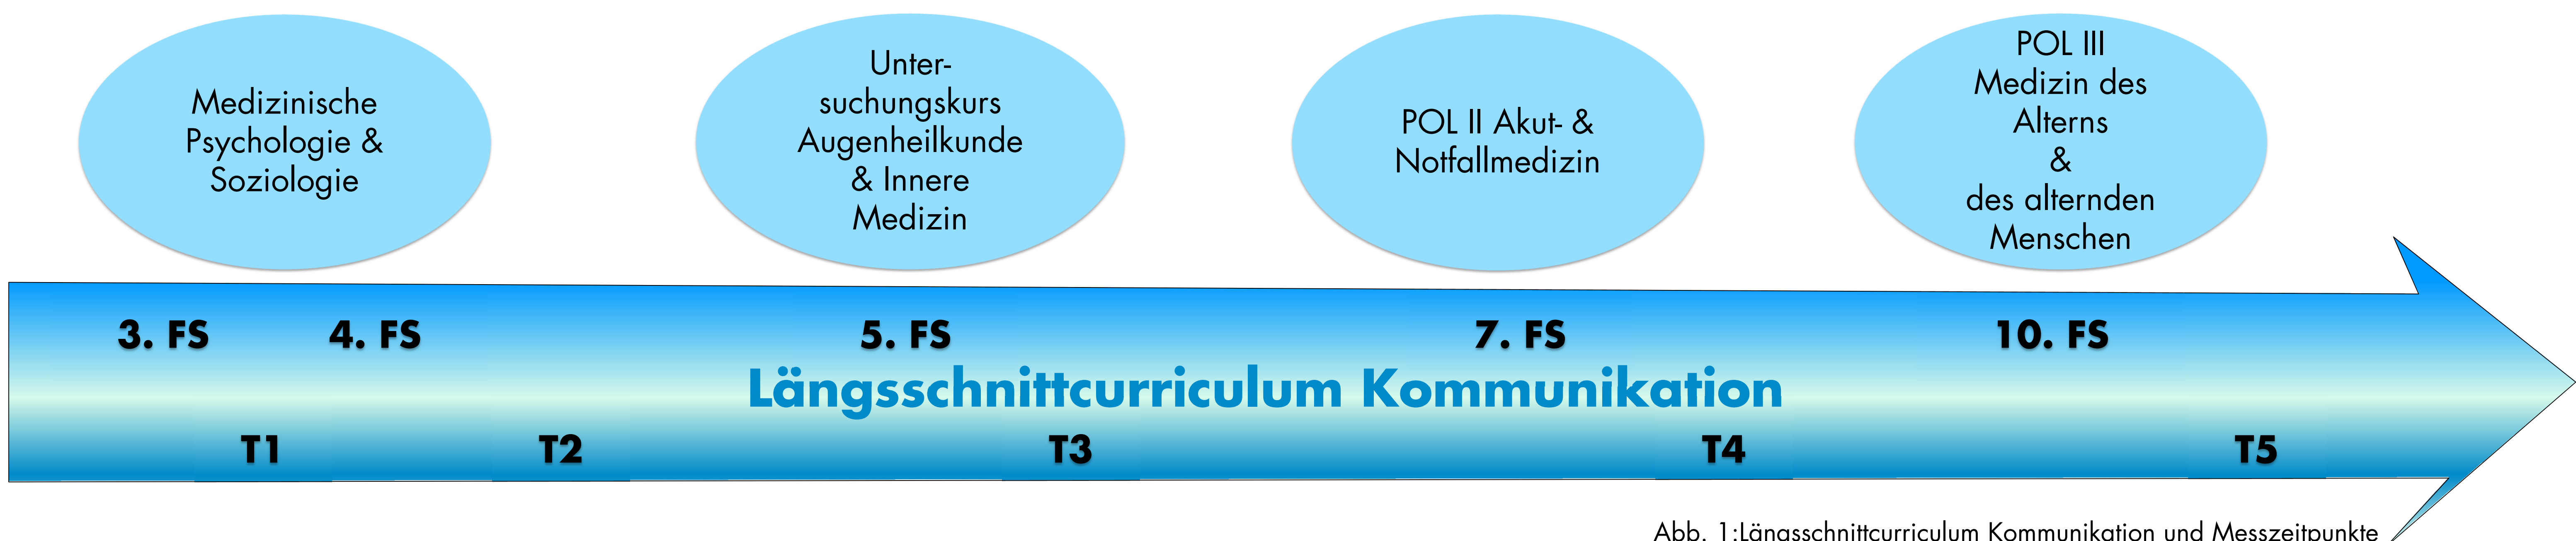 Medizinische
Psychologie &
Soziologie
Unter-
suchungskurs
Augenheilkunde
& Innere
Medizin
POL II Akut- &
Notfallmedizin
POL III
Medizin des
Alterns
&
des alternden
Menschen
3. FS 4. FS 5. FS 7. FS 10. FS
Längsschnittcurriculum Kommunikation
T1 T2 T3 T4 T5
Abb. 1:Längsschnittcurriculum Kommunikation und Messzeitpunkte